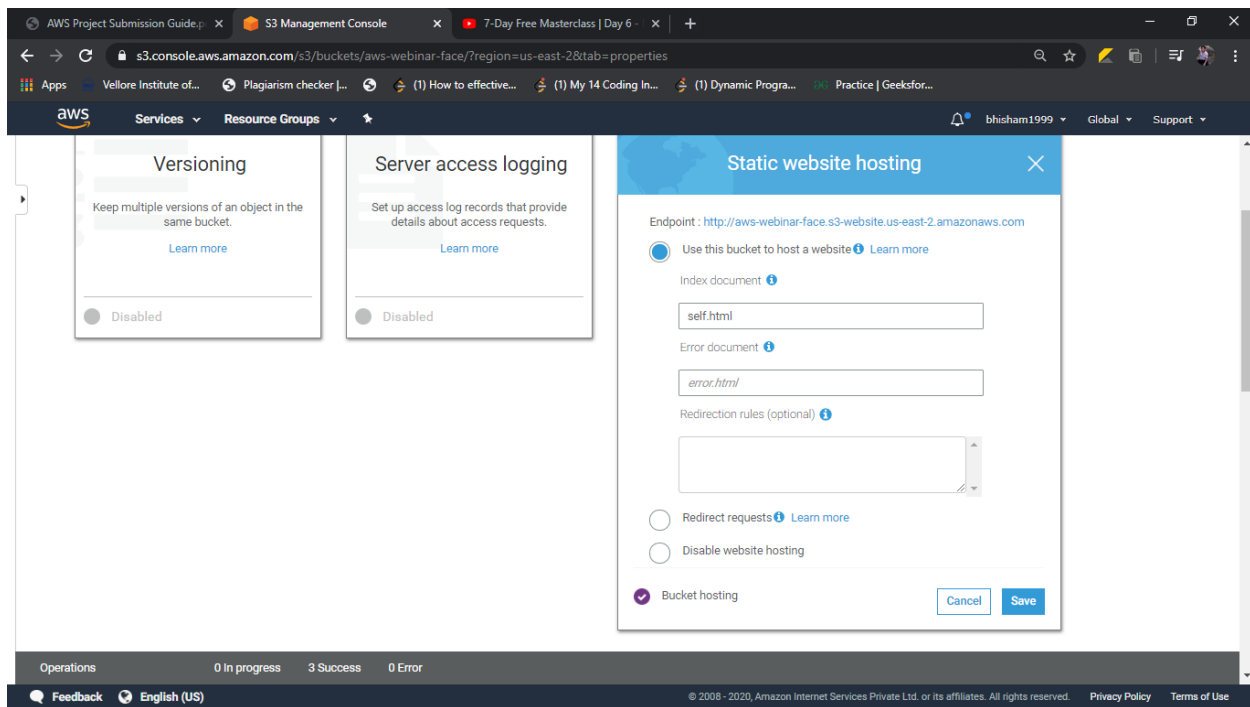 AWS Project Submission Guide.p
S3 Management Console
7-Day Free Masterclass | Day 6 -
s3.console.aws.amazon.com/s3/buckets/aws-webinar-face/?region=us-east-2&tab=properties
Apps
Vellore Institute of...
Plagiarism checker |...
(1) How to effective...
(1) My 14 Coding In...
(1) Dynamic Progra...
Practice | Geeksfor...
aws
Services
Resource Groups
bhisham1999
Global
Support
Versioning
Keep multiple versions of an object in the
same bucket.
Learn more
Disabled
Server access logging
Set up access log records that provide
details about access requests.
Learn more
Disabled
Static website hosting
Endpoint : http://aws-webinar-face.s3-website.us-east-2.amazonaws.com
Use this bucket to host a website Learn more
Index document
self.html
Error document
error.html
Redirection rules (optional)
Redirect requests Learn more
Disable website hosting
Bucket hosting
Cancel
Save
Operations
0 In progress
3 Success
0 Error
Feedback
English (US)
© 2008 - 2020, Amazon Internet Services Private Ltd. or its affiliates. All rights reserved.
Privacy Policy
Terms of Use